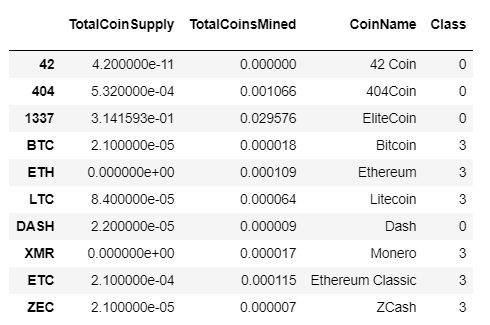 TotalCoinSupply TotalCoinsMined CoinName Class
42 4.200000e-11 0.000000 42 Coin 0
404 5.320000e-04 0.001066 404Coin 0
1337 3.141593e-01 0.029576 EliteCoin 0
BTC 2.100000e-05 0.000018 Bitcoin 3
ETH 0.000000e+00 0.000109 Ethereum 3
LTC 8.400000e-05 0.000064 Litecoin 3
DASH 2.200000e-05 0.000009 Dash 0
XMR 0.000000e+00 0.000017 Monero 3
ETC 2.100000e-04 0.000115 Ethereum Classic 3
ZEC 2.100000e-05 0.000007 ZCash 3